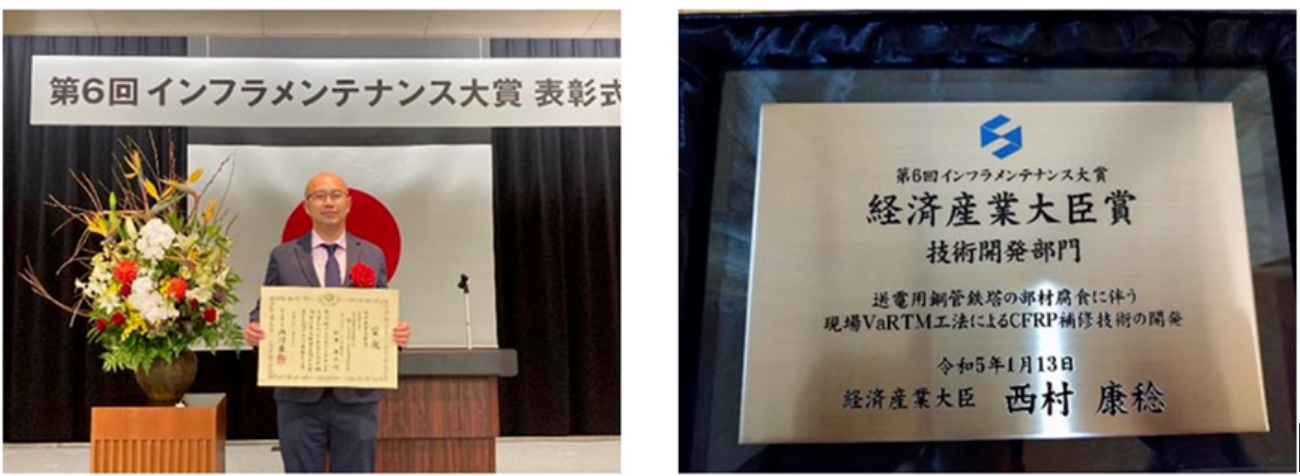 第6回 インフラメンテナンス大賞 表彰式
賞状
第6回インフラメンテナンス大賞
経済産業大臣賞
技術開発部門
送電用鋼管鉄塔の部材腐食に伴う
現場VaRTM工法によるCFRP補修技術の開発
令和5年1月13日
経済産業大臣 西村 康稔